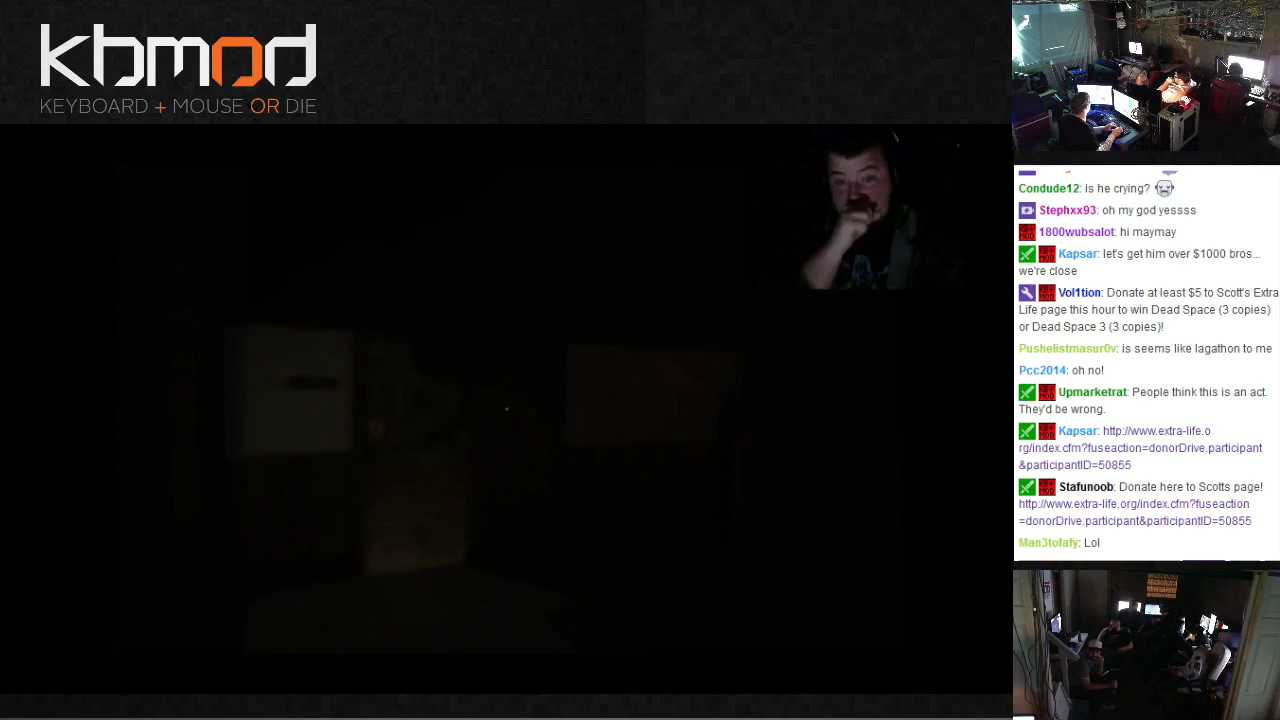 kbmod
KEYBOARD + MOUSE OR DIE
Condude12: is he crying?
Stephxx93: oh my god yessss
1800wubsalot: hi maymay
Kapsar: let's get him over $1000 bros...
we're close
Vol1tion: Donate at least $5 to Scott's Extra
Life page this hour to win Dead Space (3 copies)
or Dead Space 3 (3 copies)!
Pushelistmasur0v: is seems like lagathon to me
Pcc2014: oh no!
Upmarketrat: People think this is an act.
They'd be wrong.
Kapsar: http://www.extra-life.o
rg/index.cfm?fuseaction=donorDrive.participant
&participantID=50855
Stafunoob: Donate here to Scotts page!
http://www.extra-life.org/index.cfm?fuseaction
=donorDrive.participant&participantID=50855
Man3tofafy: Lol